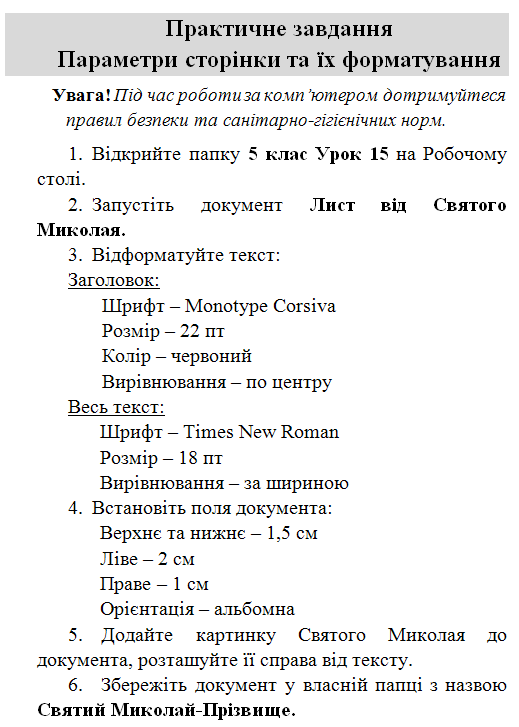 Практичне завдання
Параметри сторінки та їх форматування
Увага! Під час роботи за комп’ютером дотримуйтеся
правил безпеки та санітарно-гігієнічних норм.
1. Відкрийте папку 5 клас Урок 15 на Робочому
столі.
2. Запустіть документ Лист від Святого
Миколая.
3. Відформатуйте текст:
Заголовок:
Шрифт – Monotype Corsiva
Розмір – 22 пт
Колір – червоний
Вирівнювання – по центру
Весь текст:
Шрифт – Times New Roman
Розмір – 18 пт
Вирівнювання – за шириною
4. Встановіть поля документа:
Верхнє та нижнє – 1,5 см
Ліве – 2 см
Праве – 1 см
Орієнтація – альбомна
5. Додайте картинку Святого Миколая до
документа, розташуйте її справа від тексту.
6. Збережіть документ у власній папці з назвою
Святий Миколай-Прізвище.